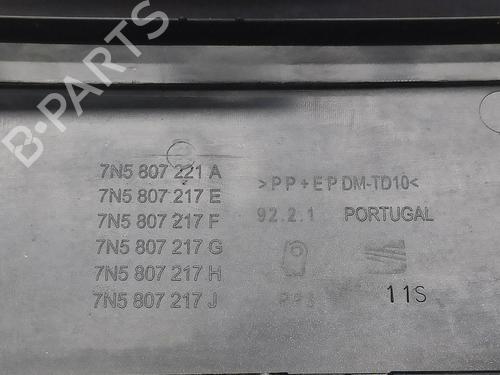 B-PARTS
7N5 807 221 A
7N5 807 217 E
7N5 807 217 F
7N5 807 217 G
7N5 807 217 H
7N5 807 217 J
>PP+EPDM-TD10<
92.2.1 PORTUGAL
11S